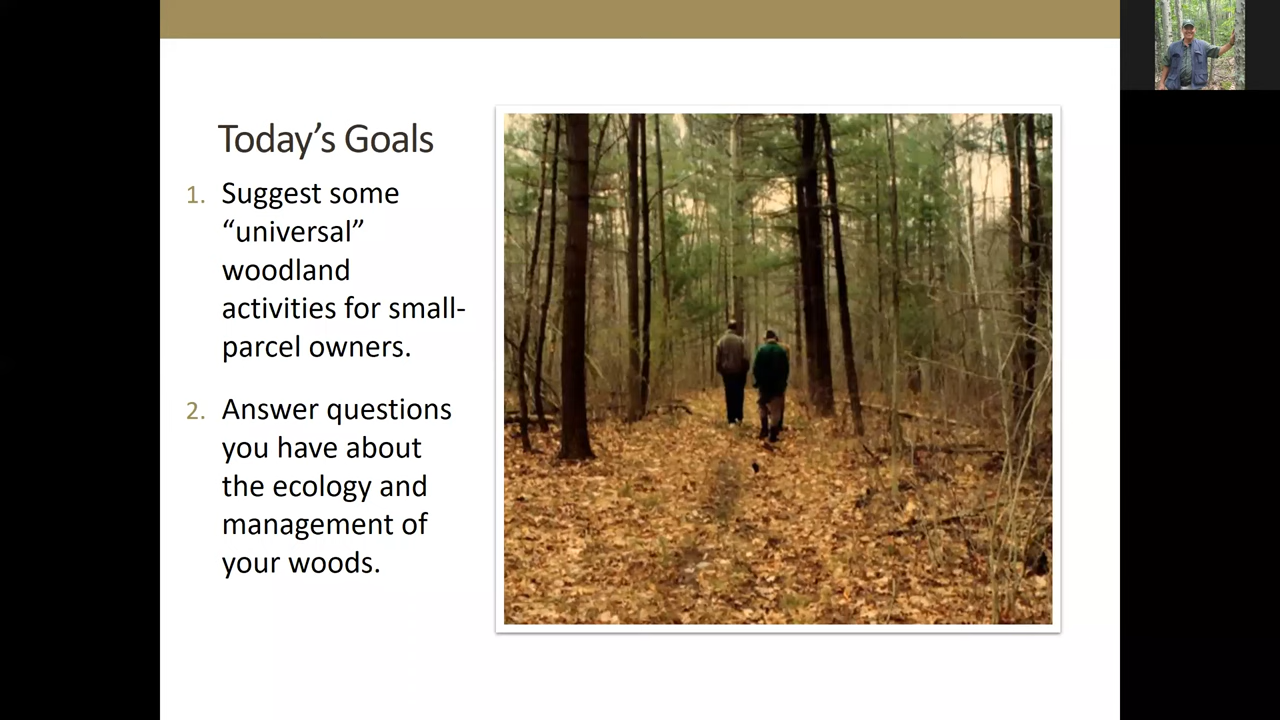 Today’s Goals
1. Suggest some
“universal”
woodland
activities for small-
parcel owners.
2. Answer questions
you have about
the ecology and
management of
your woods.